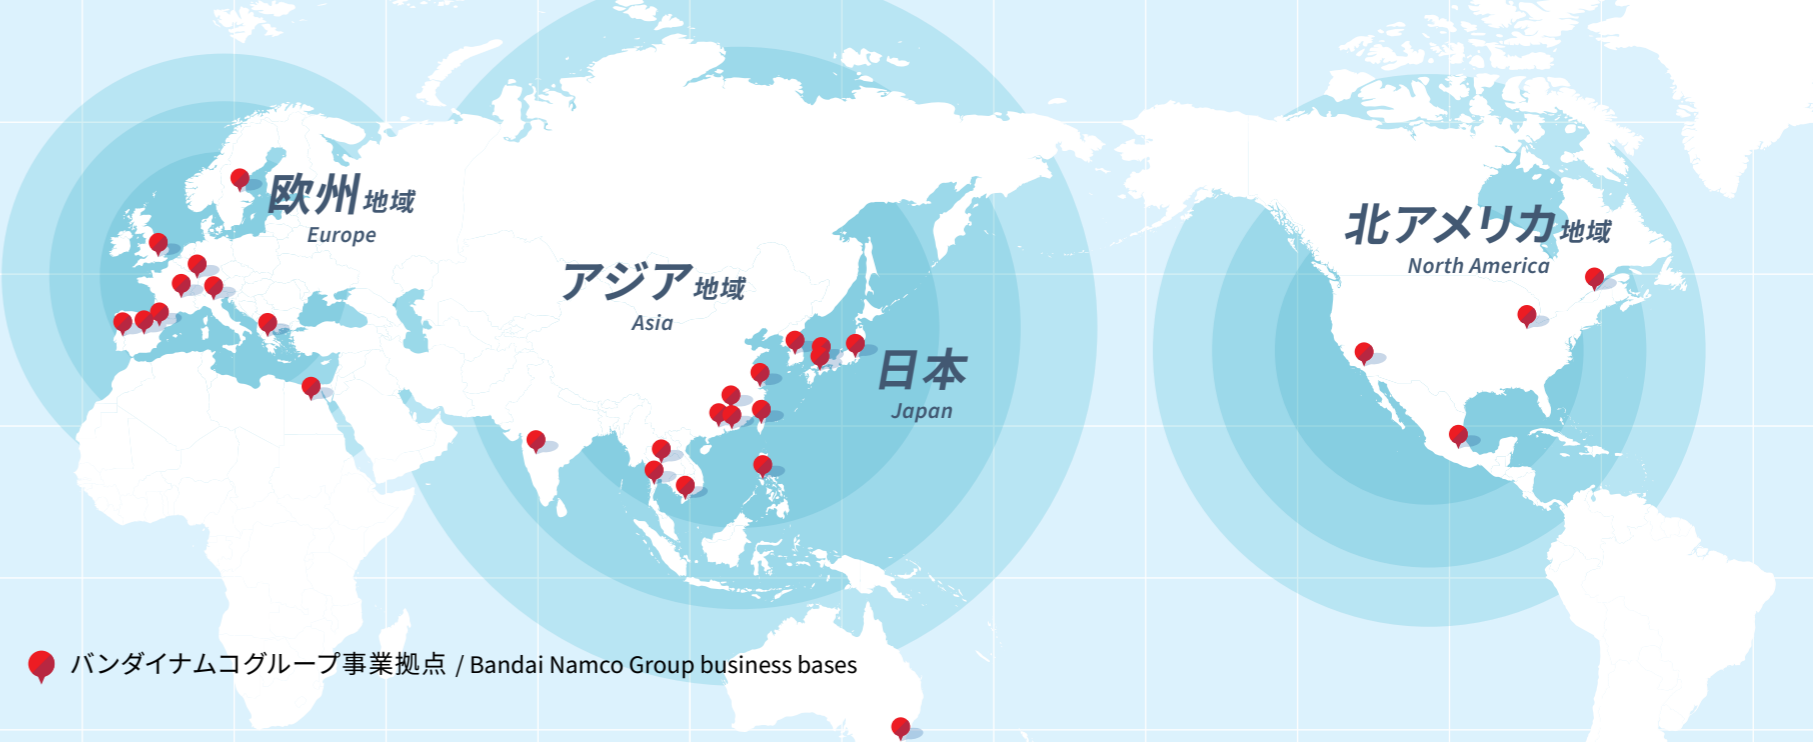 欧州地域
Europe
アジア地域
Asia
日本
Japan
北アメリカ地域
North America
バンダイナムコグループ事業拠点 / Bandai Namco Group business bases